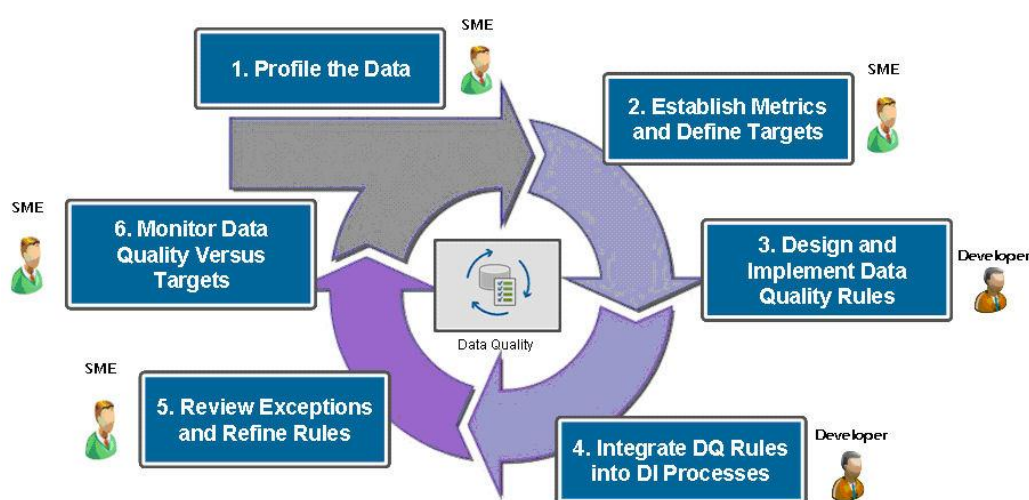 SME
1. Profile the Data
SME
2. Establish Metrics
and Define Targets
SME
6. Monitor Data
Quality Versus
Targets
3. Design and
Implement Data
Quality Rules
Developer
Data Quality
SME
5. Review Exceptions
and Refine Rules
4. Integrate DQ Rules
into DI Processes
Developer